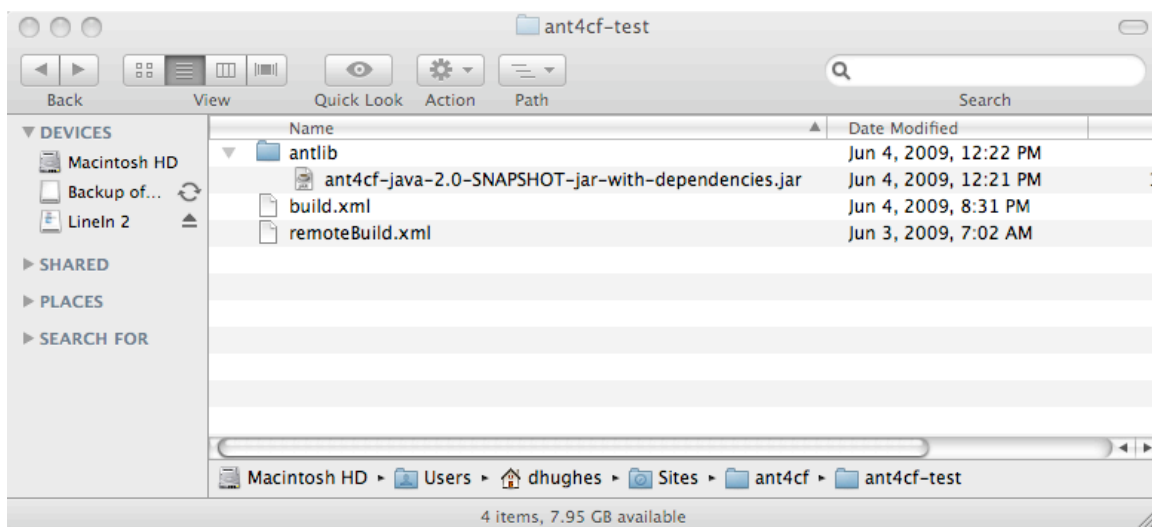 ant4cf-test
Back View Quick Look Action Path Search
DEVICES
Macintosh HD
Backup of...
LineIn 2
SHARED
PLACES
SEARCH FOR
Name Date Modified
antlib Jun 4, 2009, 12:22 PM
ant4cf-java-2.0-SNAPSHOT-jar-with-dependencies.jar Jun 4, 2009, 12:21 PM
build.xml Jun 4, 2009, 8:31 PM
remoteBuild.xml Jun 3, 2009, 7:02 AM
Macintosh HD ▸ Users ▸ dhughes ▸ Sites ▸ ant4cf ▸ ant4cf-test
4 items, 7.95 GB available